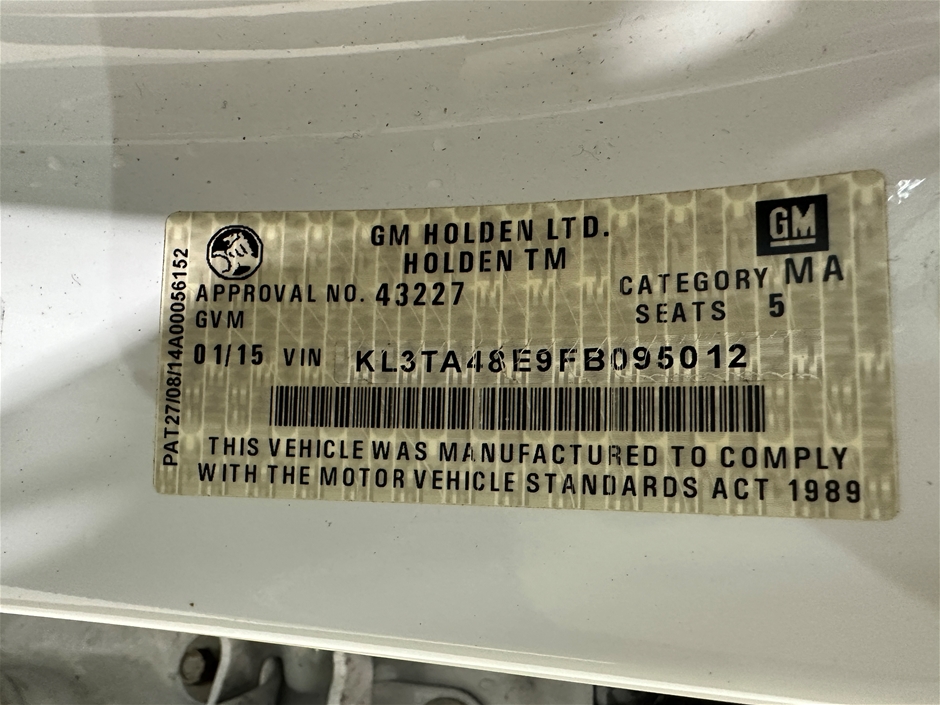 GM HOLDEN LTD.
HOLDEN TM
GM
APPROVAL NO. 43227
CATEGORY MA
GVM
SEATS 5
01/15 VIN KL3TA48E9FB095012
THIS VEHICLE WAS MANUFACTURED TO COMPLY
WITH THE MOTOR VEHICLE STANDARDS ACT 1989
PAT27/08/14A00056152